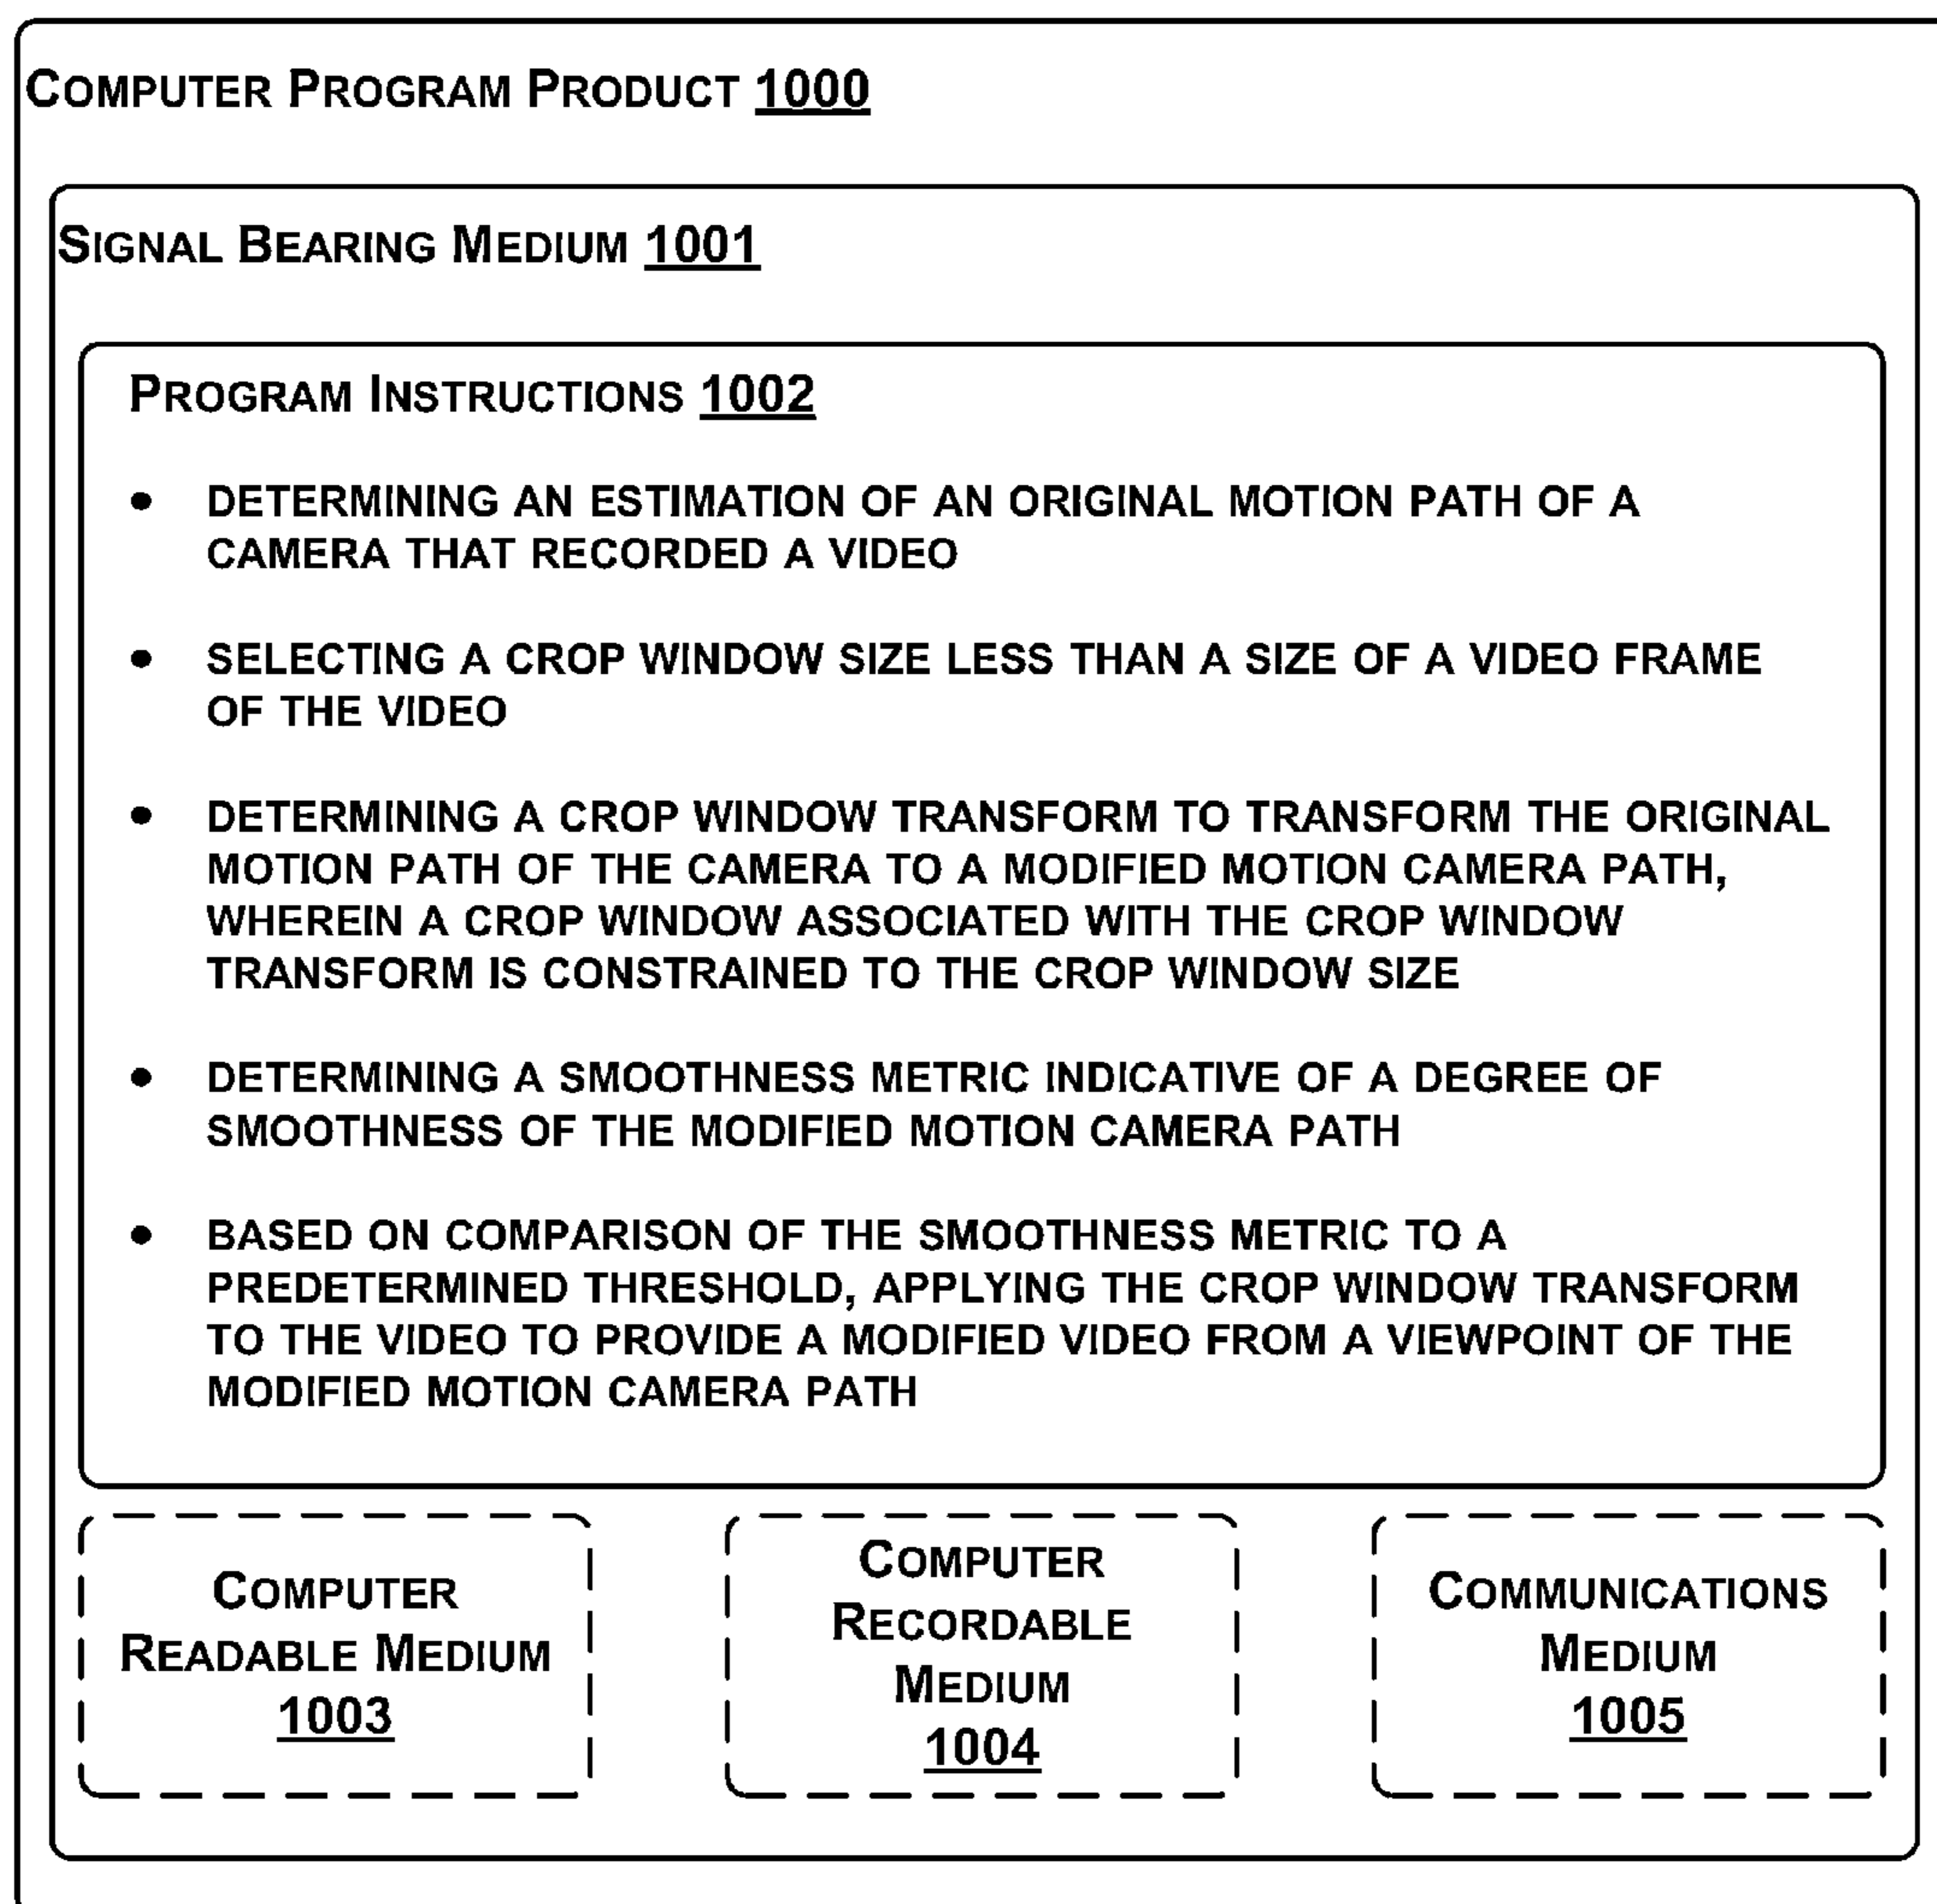 COMPUTER PROGRAM PRODUCT 1000
SIGNAL BEARING MEDIUM 1001
PROGRAM INSTRUCTIONS 1002
• DETERMINING AN ESTIMATION OF AN ORIGINAL MOTION PATH OF A
CAMERA THAT RECORDED A VIDEO
• SELECTING A CROP WINDOW SIZE LESS THAN A SIZE OF A VIDEO FRAME
OF THE VIDEO
• DETERMINING A CROP WINDOW TRANSFORM TO TRANSFORM THE ORIGINAL
MOTION PATH OF THE CAMERA TO A MODIFIED MOTION CAMERA PATH,
WHEREIN A CROP WINDOW ASSOCIATED WITH THE CROP WINDOW
TRANSFORM IS CONSTRAINED TO THE CROP WINDOW SIZE
• DETERMINING A SMOOTHNESS METRIC INDICATIVE OF A DEGREE OF
SMOOTHNESS OF THE MODIFIED MOTION CAMERA PATH
• BASED ON COMPARISON OF THE SMOOTHNESS METRIC TO A
PREDETERMINED THRESHOLD, APPLYING THE CROP WINDOW TRANSFORM
TO THE VIDEO TO PROVIDE A MODIFIED VIDEO FROM A VIEWPOINT OF THE
MODIFIED MOTION CAMERA PATH
COMPUTER
READABLE MEDIUM
1003
COMPUTER
RECORDABLE
MEDIUM
1004
COMMUNICATIONS
MEDIUM
1005